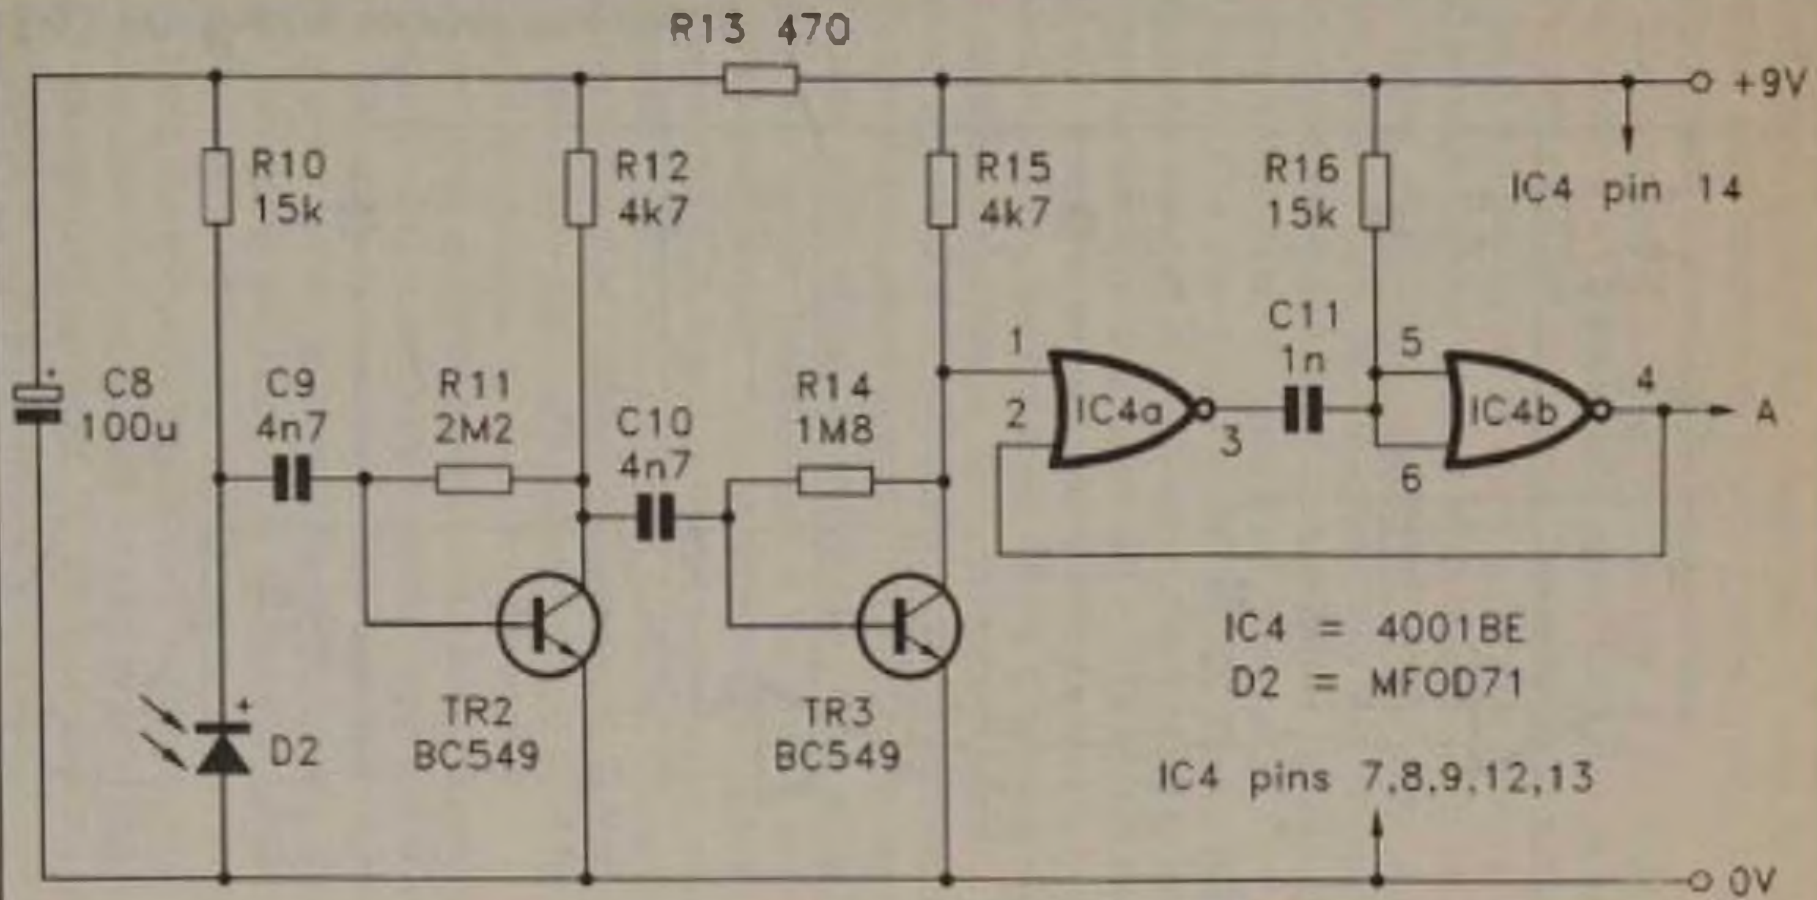 R13 470
+9V
R10
15k
R12
4k7
R15
4k7
R16
15k
IC4 pin 14
C8
100u
C9
4n7
R11
2M2
C10
4n7
R14
1M8
1
2
IC4a
3
C11
1n
5
6
IC4b
4
A
+
D2
TR2
BC549
TR3
BC549
IC4 = 4001BE
D2 = MFOD71
IC4 pins 7,8,9,12,13
0V